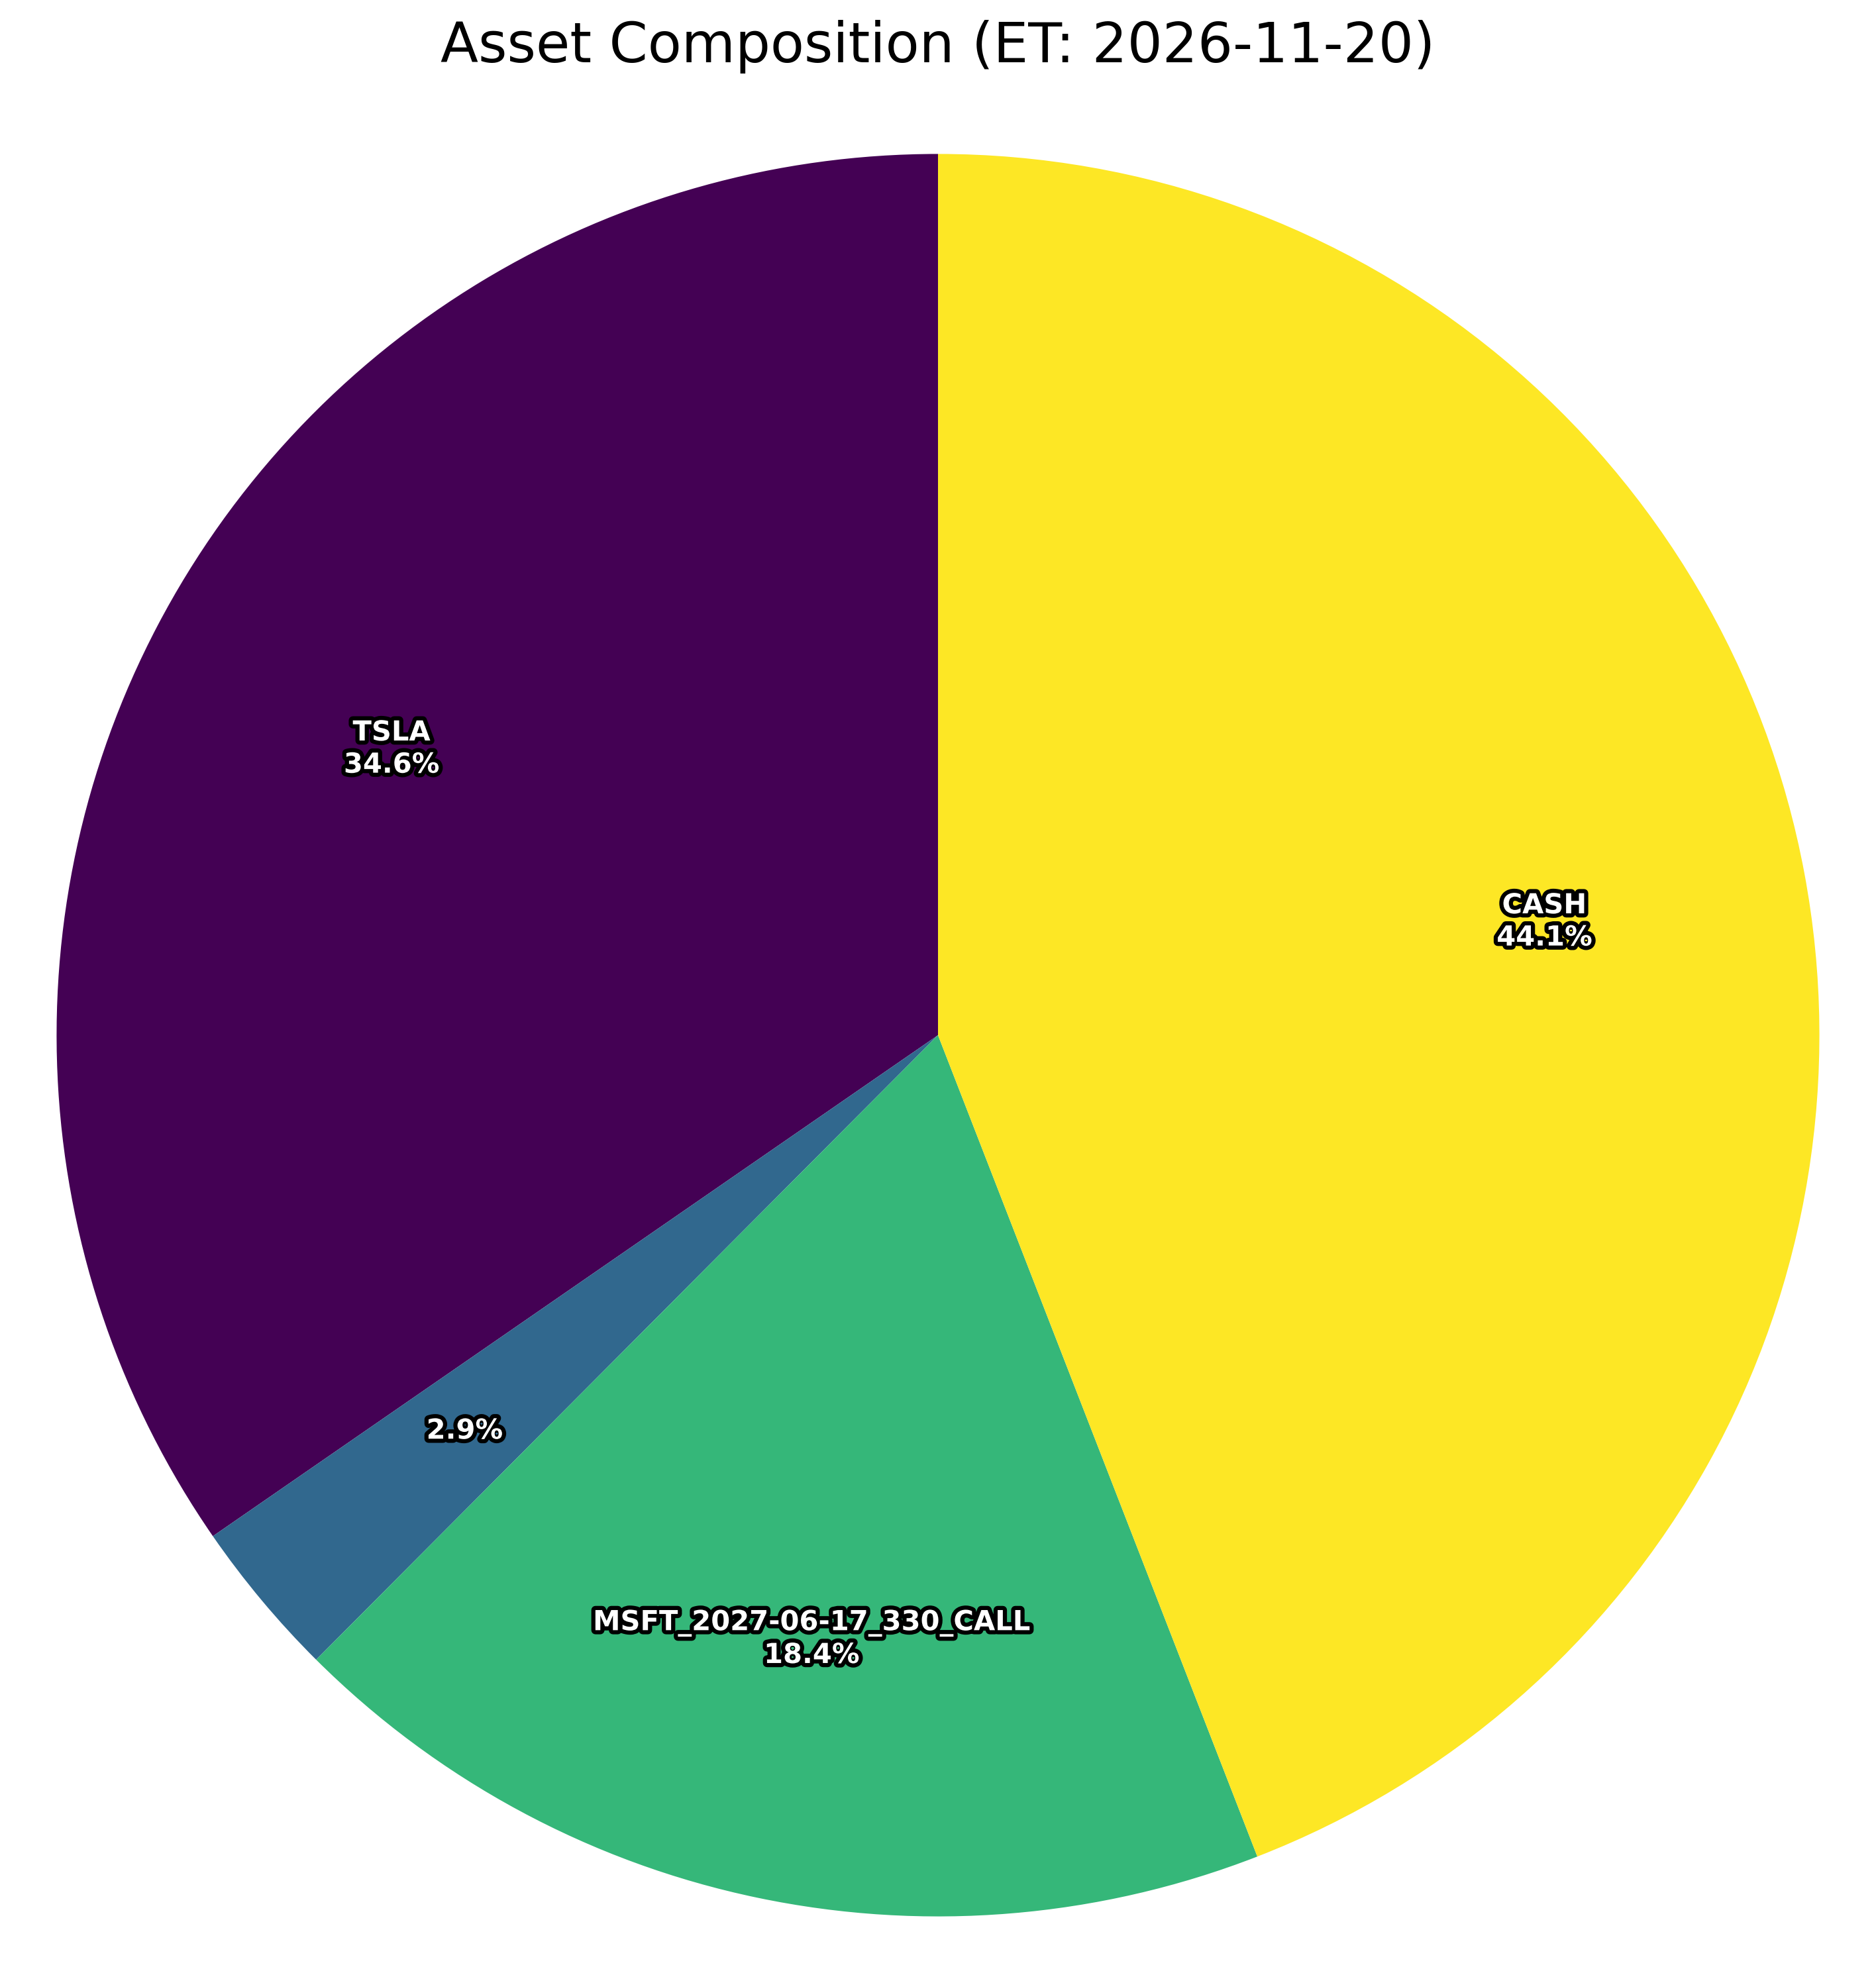 Asset Composition (ET: 2026-11-20)
TSLA
34.6%
CASH
44.1%
2.9%
MSFT_2027-06-17_330_CALL
18.4%